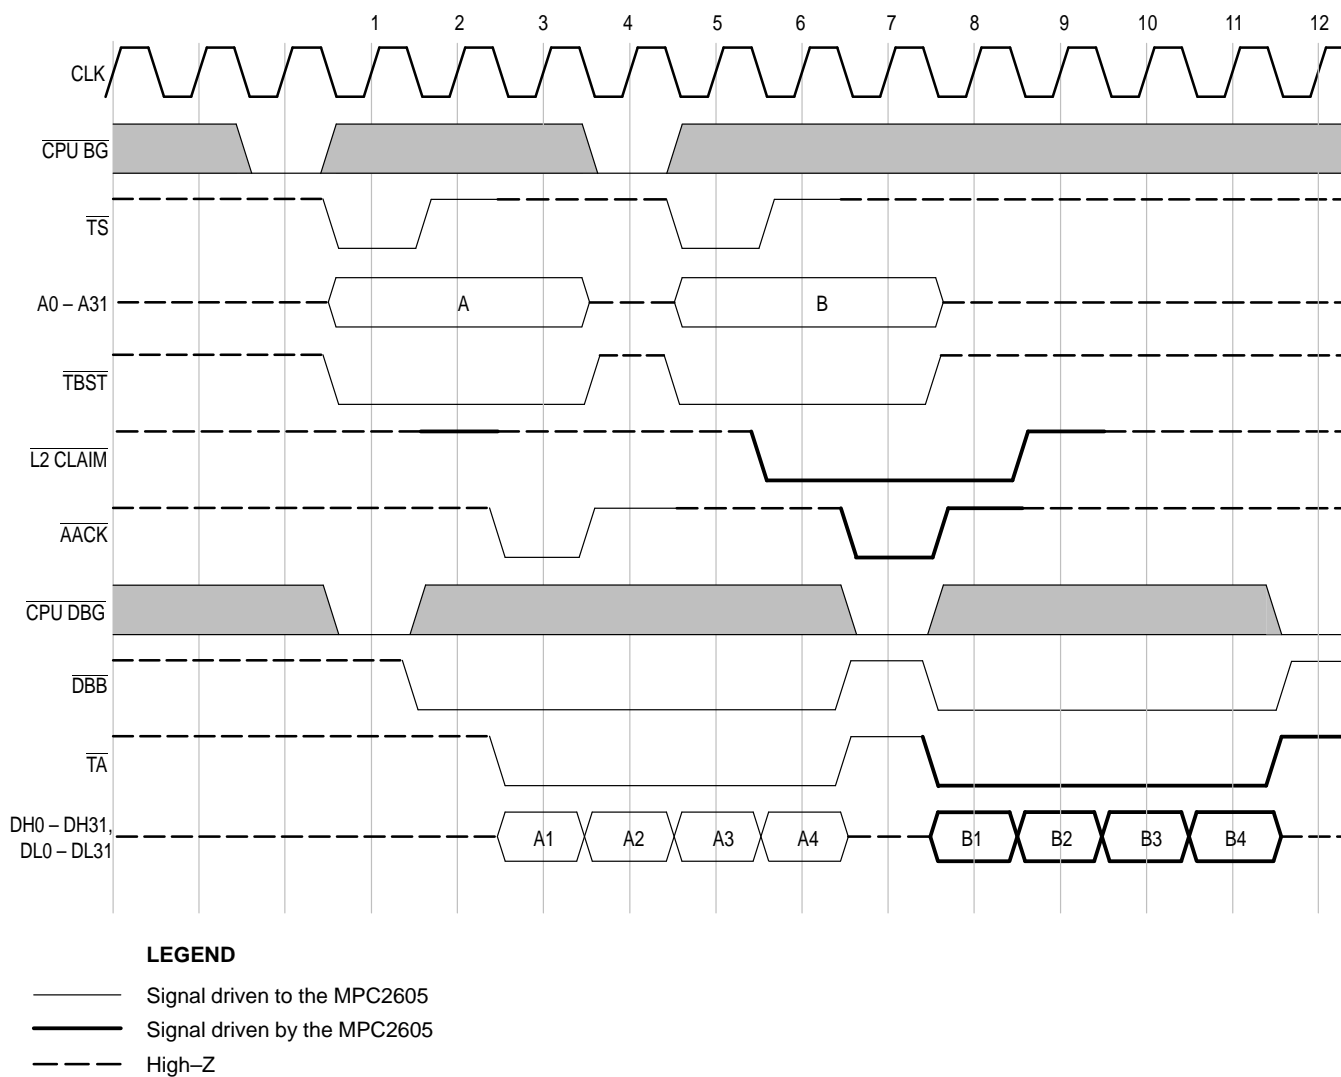 1 2 3 4 5 6 7 8 9 10 11 12
CLK
CPU BG
TS
A0 – A31 A B
TBST
L2 CLAIM
AACK
CPU DBG
DBB
TA
DH0 – DH31,
DL0 – DL31
A1 A2 A3 A4 B1 B2 B3 B4
LEGEND
Signal driven to the MPC2605
Signal driven by the MPC2605
High–Z